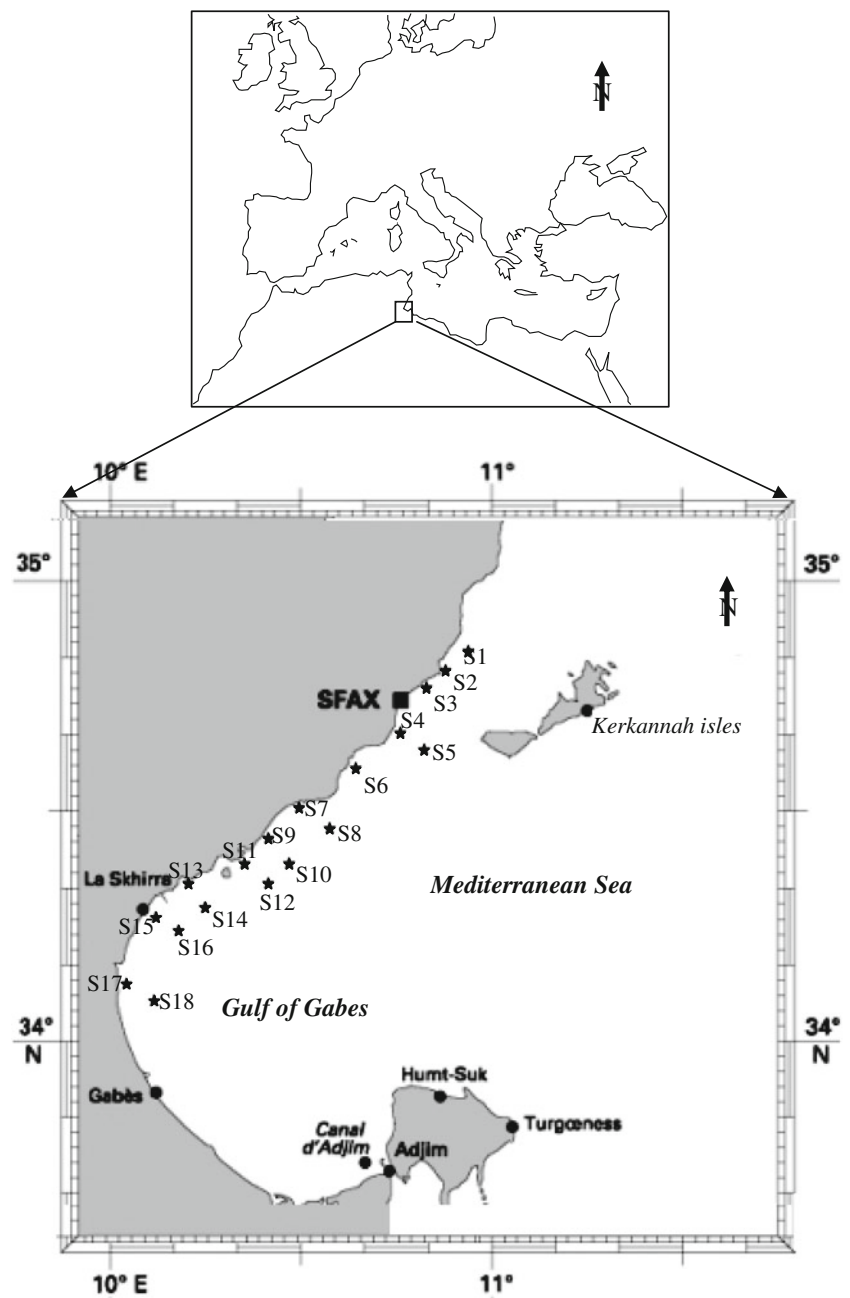 N
10° E 11°
35° 35°
N
S1
S2
SFAX S3
S4
Kerkannah isles
S5
S6
S7
S8
S9
S11
S10
S13
La Skhirra
S12
Mediterranean Sea
S14
S15
S16
S17
S18
Gulf of Gabes
34° 34°
N N
Humt-Suk
Gabès
Turgœness
Canal
d'Adjim
Adjim
10° E 11°